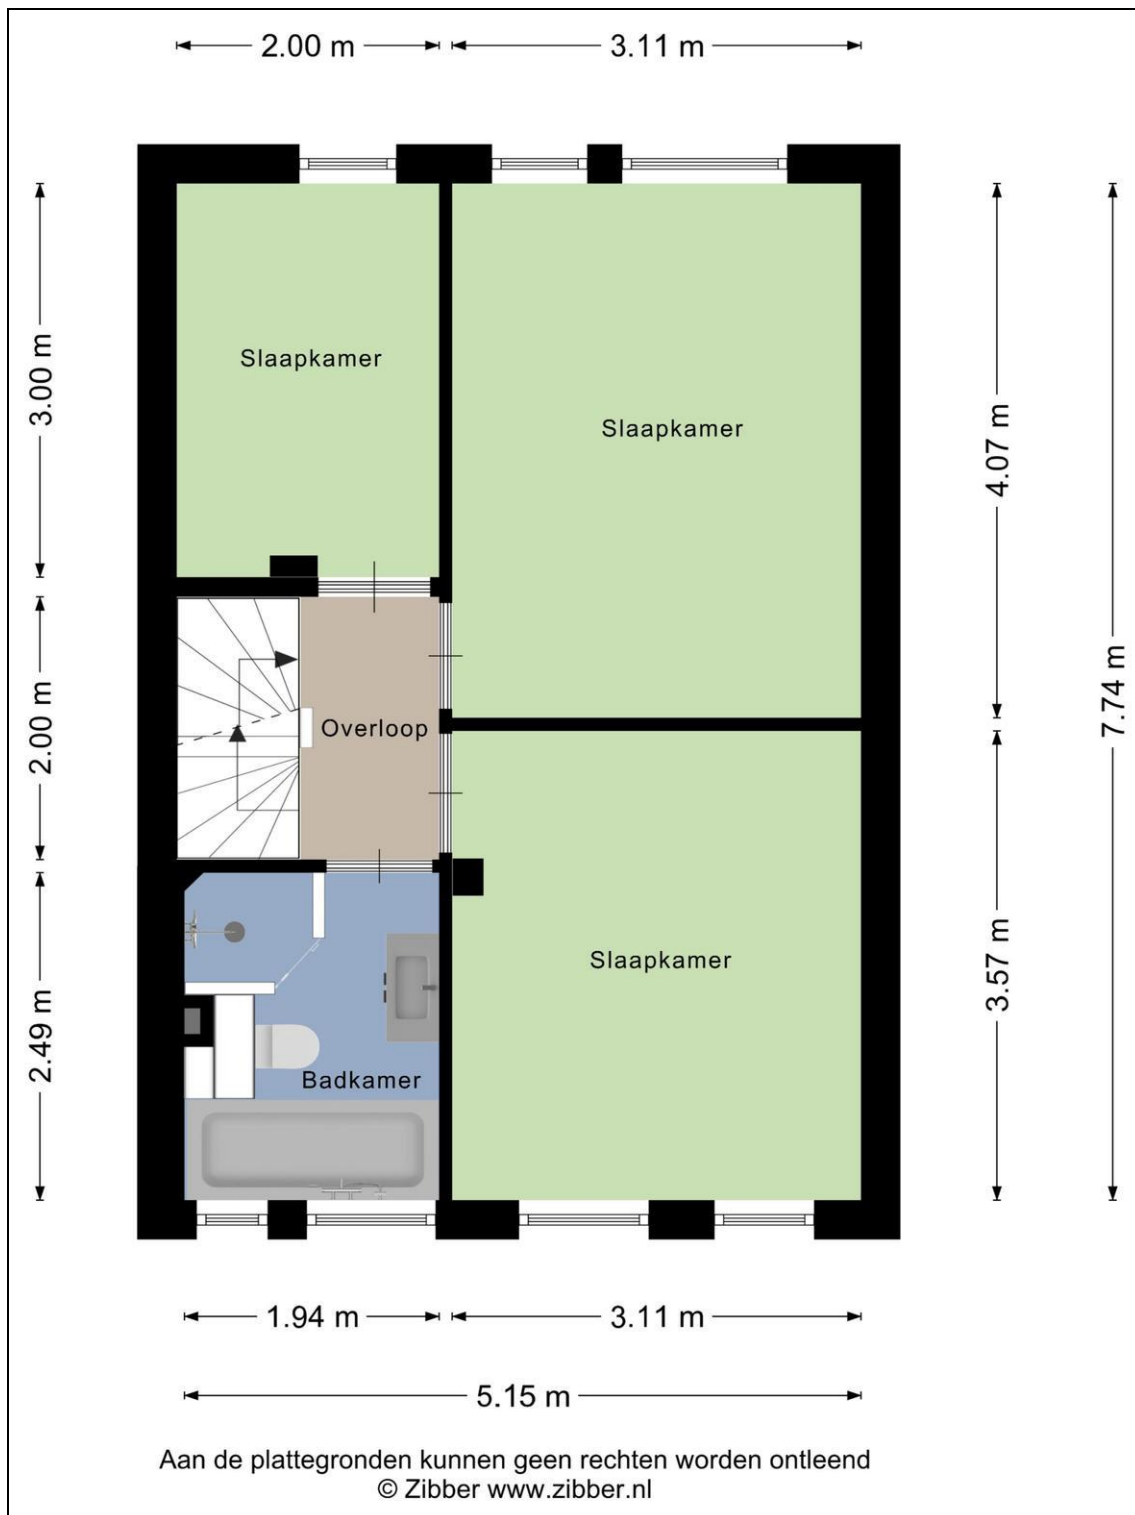 2.00 m
3.11 m
3.00 m
Slaapkamer
Slaapkamer
4.07 m
7.74 m
2.00 m
Overloop
3.57 m
Slaapkamer
2.49 m
Badkamer
1.94 m
3.11 m
5.15 m
Aan de plattegronden kunnen geen rechten worden ontleend
© Zibber www.zibber.nl